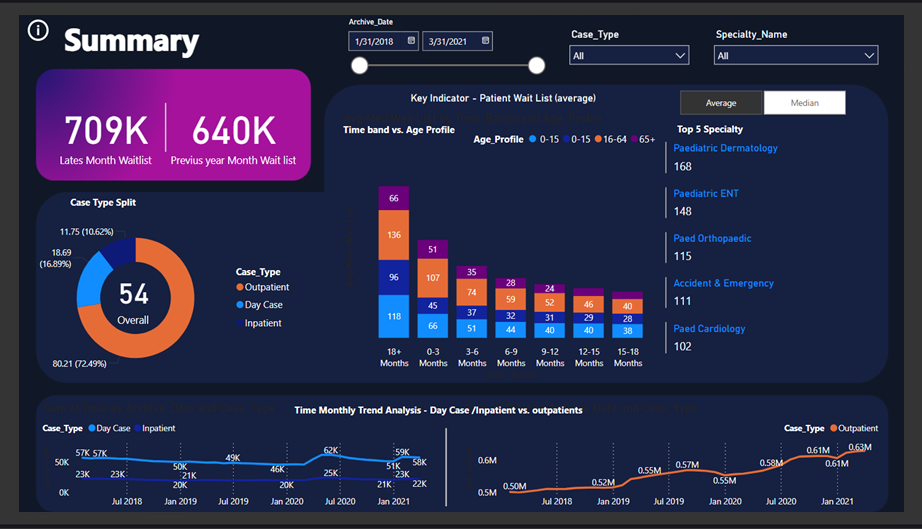 Summary
Archive_Date
1/31/2018
3/31/2021
Case_Type
All
Specialty_Name
All
709K
Lates Month Waitlist
640K
Previus year Month Wait list
Key Indicator - Patient Wait List (average)
Average
Median
Time band vs. Age Profile
Age_Profile 0-15 0-15 16-64 65+
66
136
96
118
51
107
45
66
35
74
37
51
28
59
32
44
24
52
31
40
46
29
40
40
28
38
18+ Months
0-3 Months
3-6 Months
6-9 Months
9-12 Months
12-15 Months
15-18 Months
Top 5 Specialty
Paediatric Dermatology
168
Paediatric ENT
148
Paed Orthopaedic
115
Accident & Emergency
111
Paed Cardiology
102
Case Type Split
11.75 (10.62%)
18.69
(16.89%)
54
Overall
80.21 (72.49%)
Case_Type
Outpatient
Day Case
Inpatient
Time Monthly Trend Analysis - Day Case /Inpatient vs. outpatients
Case_Type Day Case Inpatient
50K
0K
57K 57K
50K
49K
46K
62K
51K
59K
58K
23K
23K
20K
21K
20K
25K
21K
23K
22K
Jul 2018
Jan 2019
Jul 2019
Jan 2020
Jul 2020
Jan 2021
Case_Type Outpatient
0.6M
0.5M
0.50M
0.52M
0.55M
0.57M
0.55M
0.58M
0.61M
0.61M
0.63M
Jul 2018
Jan 2019
Jul 2019
Jan 2020
Jul 2020
Jan 2021